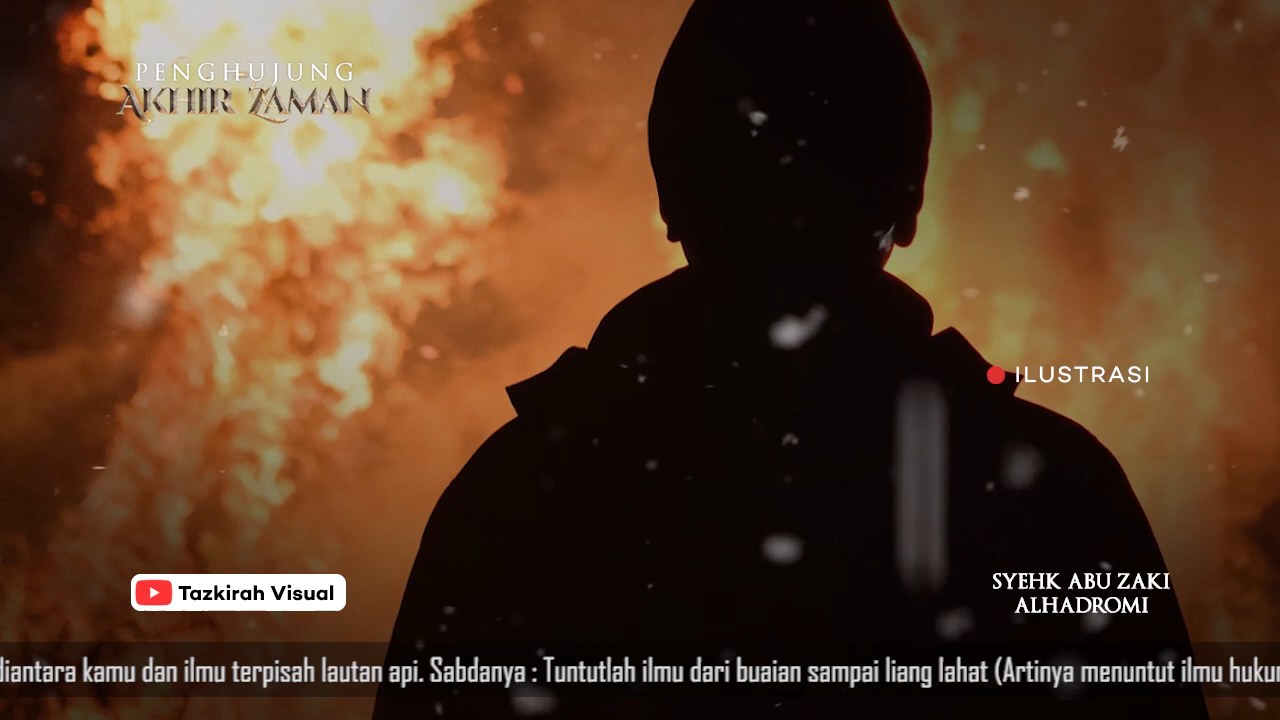 PENGHUJUNG
AKHIR ZAMAN
ILUSTRASI
Tazkirah Visual
SYEHK ABU ZAKI
ALHADROMI
diantara kamu dan ilmu terpisah lautan api. Sabdanya : Tuntutlah ilmu dari buaian sampai liang lahat (Artinya menuntut ilmu hukum